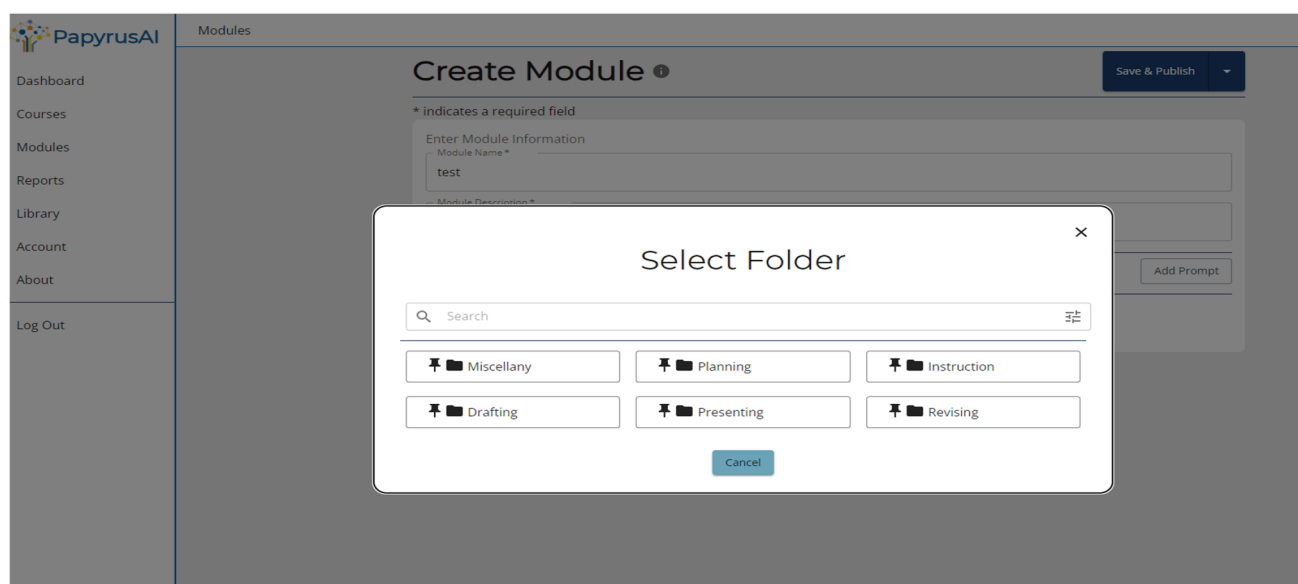 PapyrusAI
Modules
Dashboard
Courses
Modules
Reports
Library
Account
About
Log Out
Create Module
Save & Publish
* indicates a required field
Enter Module Information
Module Name *
test
Module Description *
Add Prompt
Select Folder
Search
Miscellany
Planning
Instruction
Drafting
Presenting
Revising
Cancel